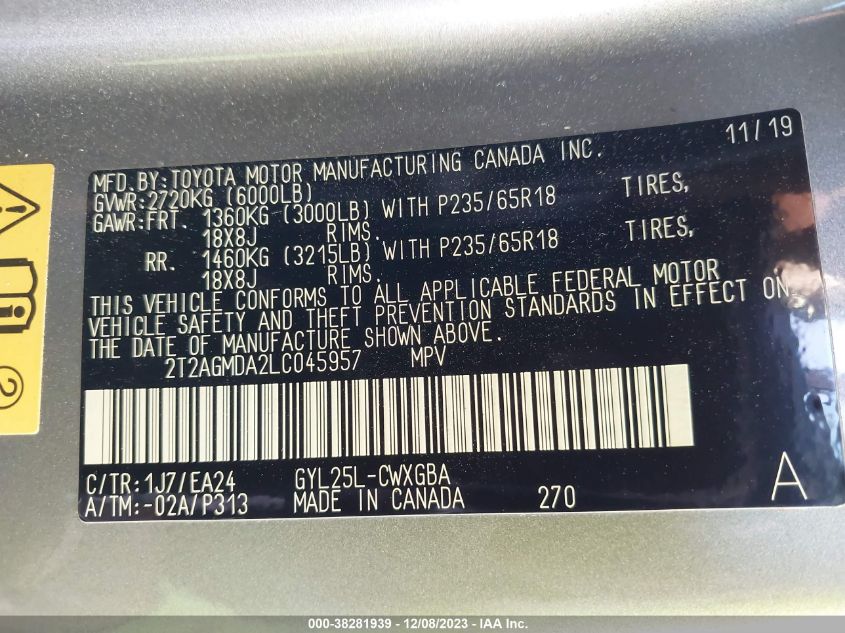 11/19
MFD.BY:TOYOTA MOTOR MANUFACTURING CANADA INC.
GVWR:2720KG (6000LB)
GAWR:FRT. 1360KG (3000LB) WITH P235/65R18 TIRES,
18X8J RIMS.
RR. 1460KG (3215LB) WITH P235/65R18 TIRES,
18X8J RIMS.
THIS VEHICLE CONFORMS TO ALL APPLICABLE FEDERAL MOTOR
VEHICLE SAFETY AND THEFT PREVENTION STANDARDS IN EFFECT ON
THE DATE OF MANUFACTURE SHOWN ABOVE.
2T2AGMDA2LC045957 MPV
C/TR:1J7/EA24 GYL25L-CWXGBA
A/TM:-02A/P313 MADE IN CANADA 270 A
2
000-38281939 - 12/08/2023 - IAA Inc.